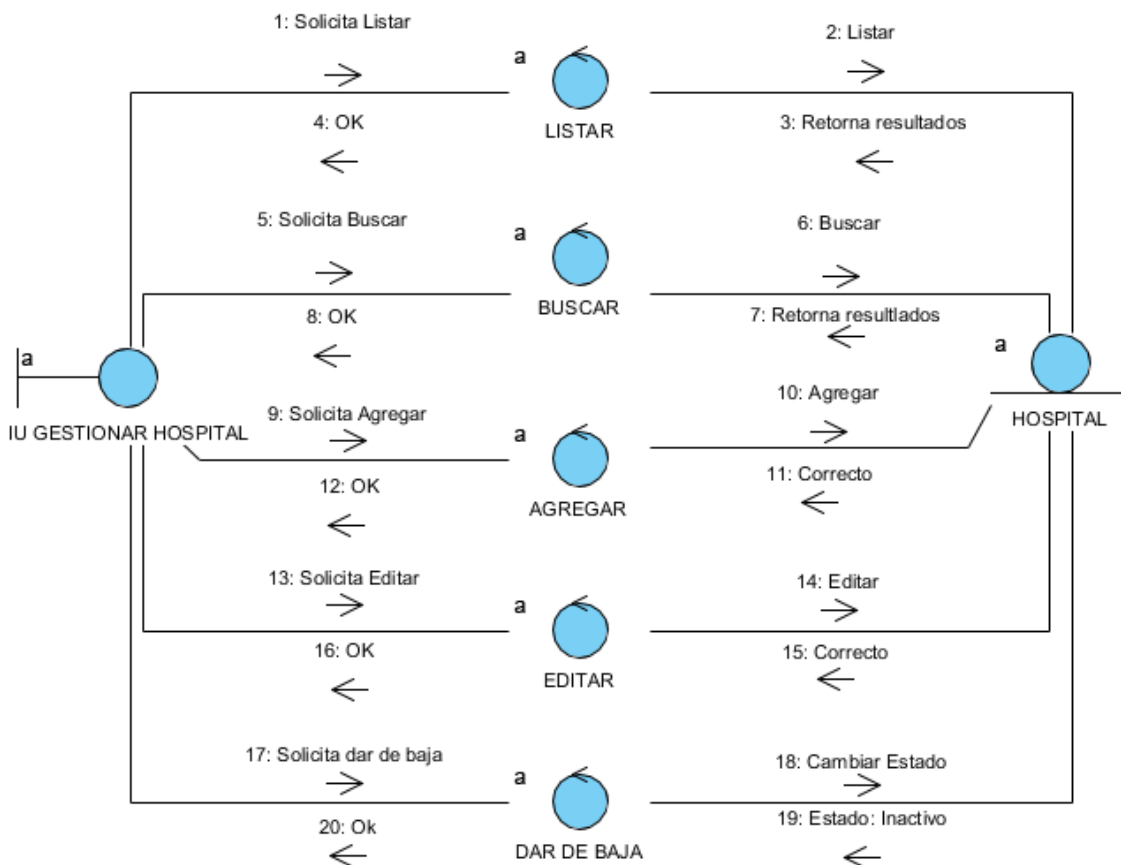 1: Solicita Listar
2: Listar
a
4: OK
LISTAR
3: Retorna resultados
5: Solicita Buscar
a
6: Buscar
8: OK
BUSCAR
7: Retorna resultlados
a
a
IU GESTIONAR HOSPITAL
HOSPITAL
9: Solicita Agregar
a
10: Agregar
12: OK
AGREGAR
11: Correcto
13: Solicita Editar
a
14: Editar
16: OK
EDITAR
15: Correcto
17: Solicita dar de baja
a
18: Cambiar Estado
20: Ok
DAR DE BAJA
19: Estado: Inactivo